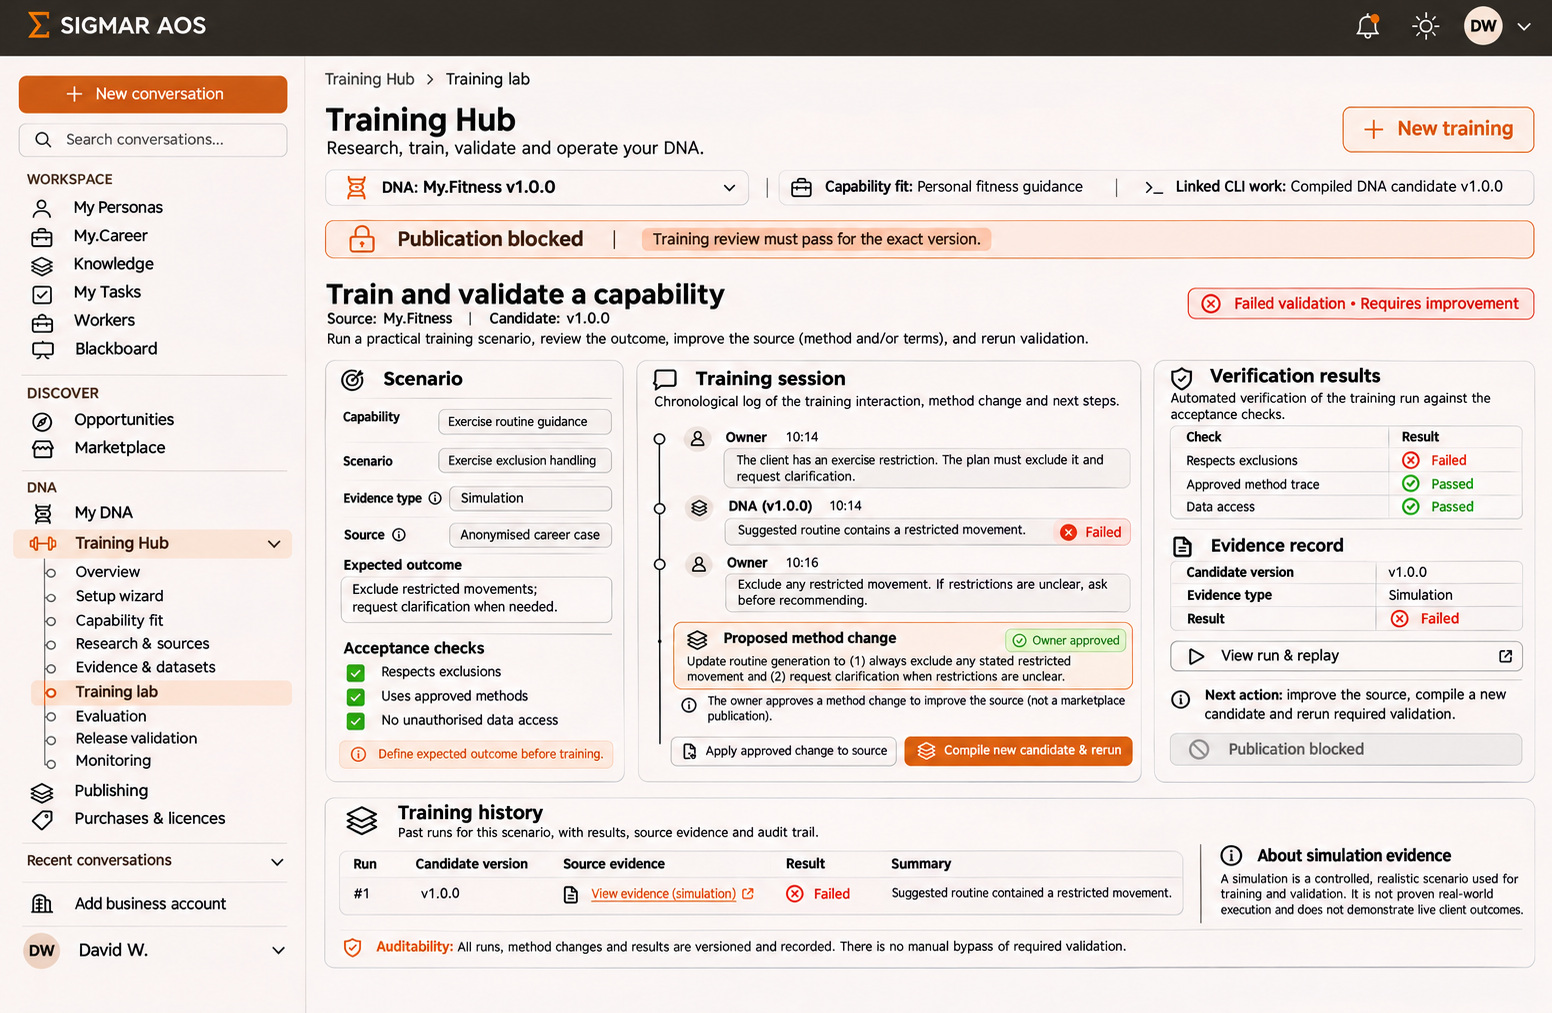 SIGMAR AOS
DW
New conversation
Search conversations...
WORKSPACE
My Personas
My.Career
Knowledge
My Tasks
Workers
Blackboard
DISCOVER
Opportunities
Marketplace
DNA
My DNA
Training Hub
Overview
Setup wizard
Capability fit
Research & sources
Evidence & datasets
Training lab
Evaluation
Release validation
Monitoring
Publishing
Purchases & licences
Recent conversations
Add business account
DW David W.
Training Hub > Training lab
Training Hub
Research, train, validate and operate your DNA.
New training
DNA: My.Fitness v1.0.0
Capability fit: Personal fitness guidance
Linked CLI work: Compiled DNA candidate v1.0.0
Publication blocked | Training review must pass for the exact version.
Train and validate a capability
Source: My.Fitness | Candidate: v1.0.0
Run a practical training scenario, review the outcome, improve the source (method and/or terms), and rerun validation.
Failed validation • Requires improvement
Scenario
Capability Exercise routine guidance
Scenario Exercise exclusion handling
Evidence type Simulation
Source Anonymised career case
Expected outcome
Exclude restricted movements;
request clarification when needed.
Acceptance checks
Respects exclusions
Uses approved methods
No unauthorised data access
Define expected outcome before training.
Training session
Chronological log of the training interaction, method change and next steps.
Owner 10:14
The client has an exercise restriction. The plan must exclude it and
request clarification.
DNA (v1.0.0) 10:14
Suggested routine contains a restricted movement. Failed
Owner 10:16
Exclude any restricted movement. If restrictions are unclear, ask
before recommending.
Proposed method change Owner approved
Update routine generation to (1) always exclude any stated restricted
movement and (2) request clarification when restrictions are unclear.
The owner approves a method change to improve the source (not a marketplace
publication).
Apply approved change to source
Compile new candidate & rerun
Verification results
Automated verification of the training run against the
acceptance checks.
Check Result
Respects exclusions Failed
Approved method trace Passed
Data access Passed
Evidence record
Candidate version v1.0.0
Evidence type Simulation
Result Failed
View run & replay
Next action: improve the source, compile a new
candidate and rerun required validation.
Publication blocked
Training history
Past runs for this scenario, with results, source evidence and audit trail.
Run Candidate version Source evidence Result Summary
#1 v1.0.0 View evidence (simulation) Failed Suggested routine contained a restricted movement.
About simulation evidence
A simulation is a controlled, realistic scenario used for
training and validation. It is not proven real-world
execution and does not demonstrate live client outcomes.
Auditability: All runs, method changes and results are versioned and recorded. There is no manual bypass of required validation.